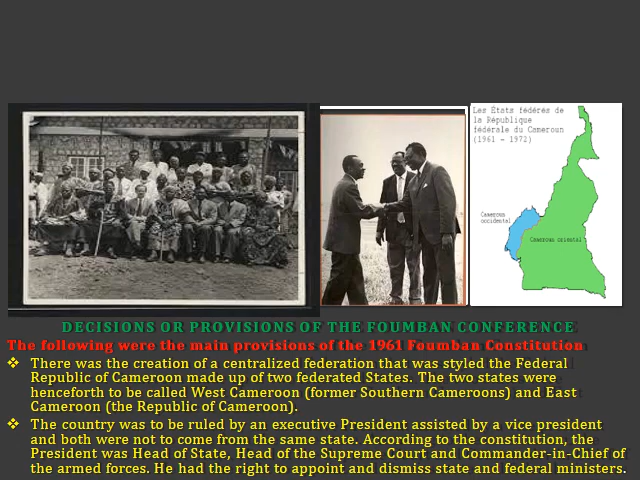 Les États fédérés de
la République
fédérale du Cameroun
(1961 – 1972)
Cameroun
occidental
Cameroun oriental
DECISIONS OR PROVISIONS OF THE FOUMBAN CONFERENCE
The following were the main provisions of the 1961 Foumban Constitution
❖ There was the creation of a centralized federation that was styled the Federal
Republic of Cameroon made up of two federated States. The two states were
henceforth to be called West Cameroon (former Southern Cameroons) and East
Cameroon (the Republic of Cameroon).
❖ The country was to be ruled by an executive President assisted by a vice president
and both were not to come from the same state. According to the constitution, the
President was Head of State, Head of the Supreme Court and Commander-in-Chief of
the armed forces. He had the right to appoint and dismiss state and federal ministers.